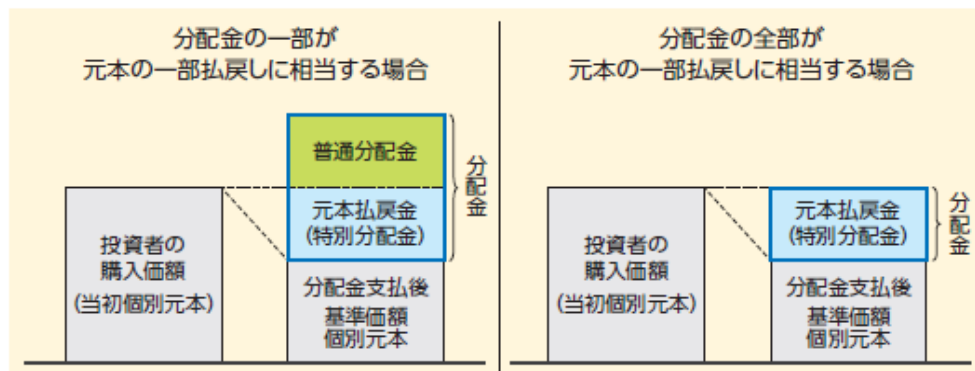 分配金の一部が
元本の一部払戻しに相当する場合
普通分配金
元本払戻金
(特別分配金)
分配金
投資者の
購入価額
(当初個別元本)
分配金支払後
基準価額
個別元本
分配金の全部が
元本の一部払戻しに相当する場合
元本払戻金
(特別分配金)
分配金
投資者の
購入価額
(当初個別元本)
分配金支払後
基準価額
個別元本